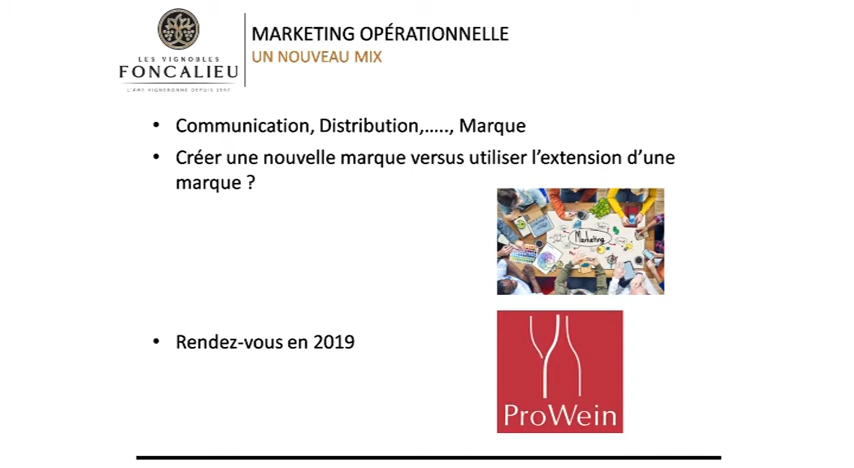 MARKETING OPÉRATIONNELLE
UN NOUVEAU MIX
LES VIGNOBLES
FONCALIEU
L'ÂME VIGNERONNE DEPUIS 1967
• Communication, Distribution,....., Marque
• Créer une nouvelle marque versus utiliser l'extension d'une
marque ?
Marketing
• Rendez-vous en 2019
ProWein